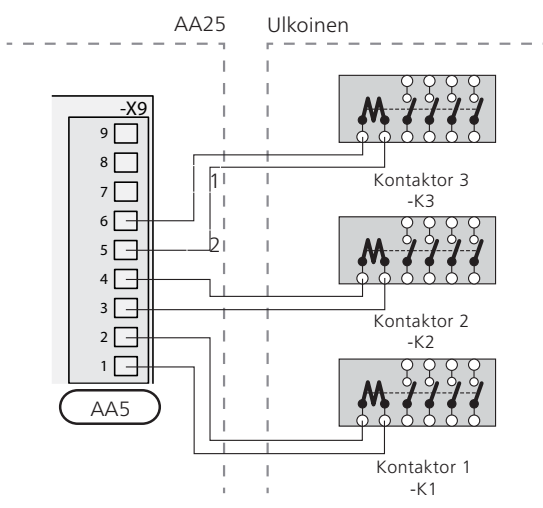 AA25 Ulkoinen
-X9
9
8
7
6
5
4
3
2
1
1
2
AA5
Kontaktor 3
-K3
Kontaktor 2
-K2
Kontaktor 1
-K1